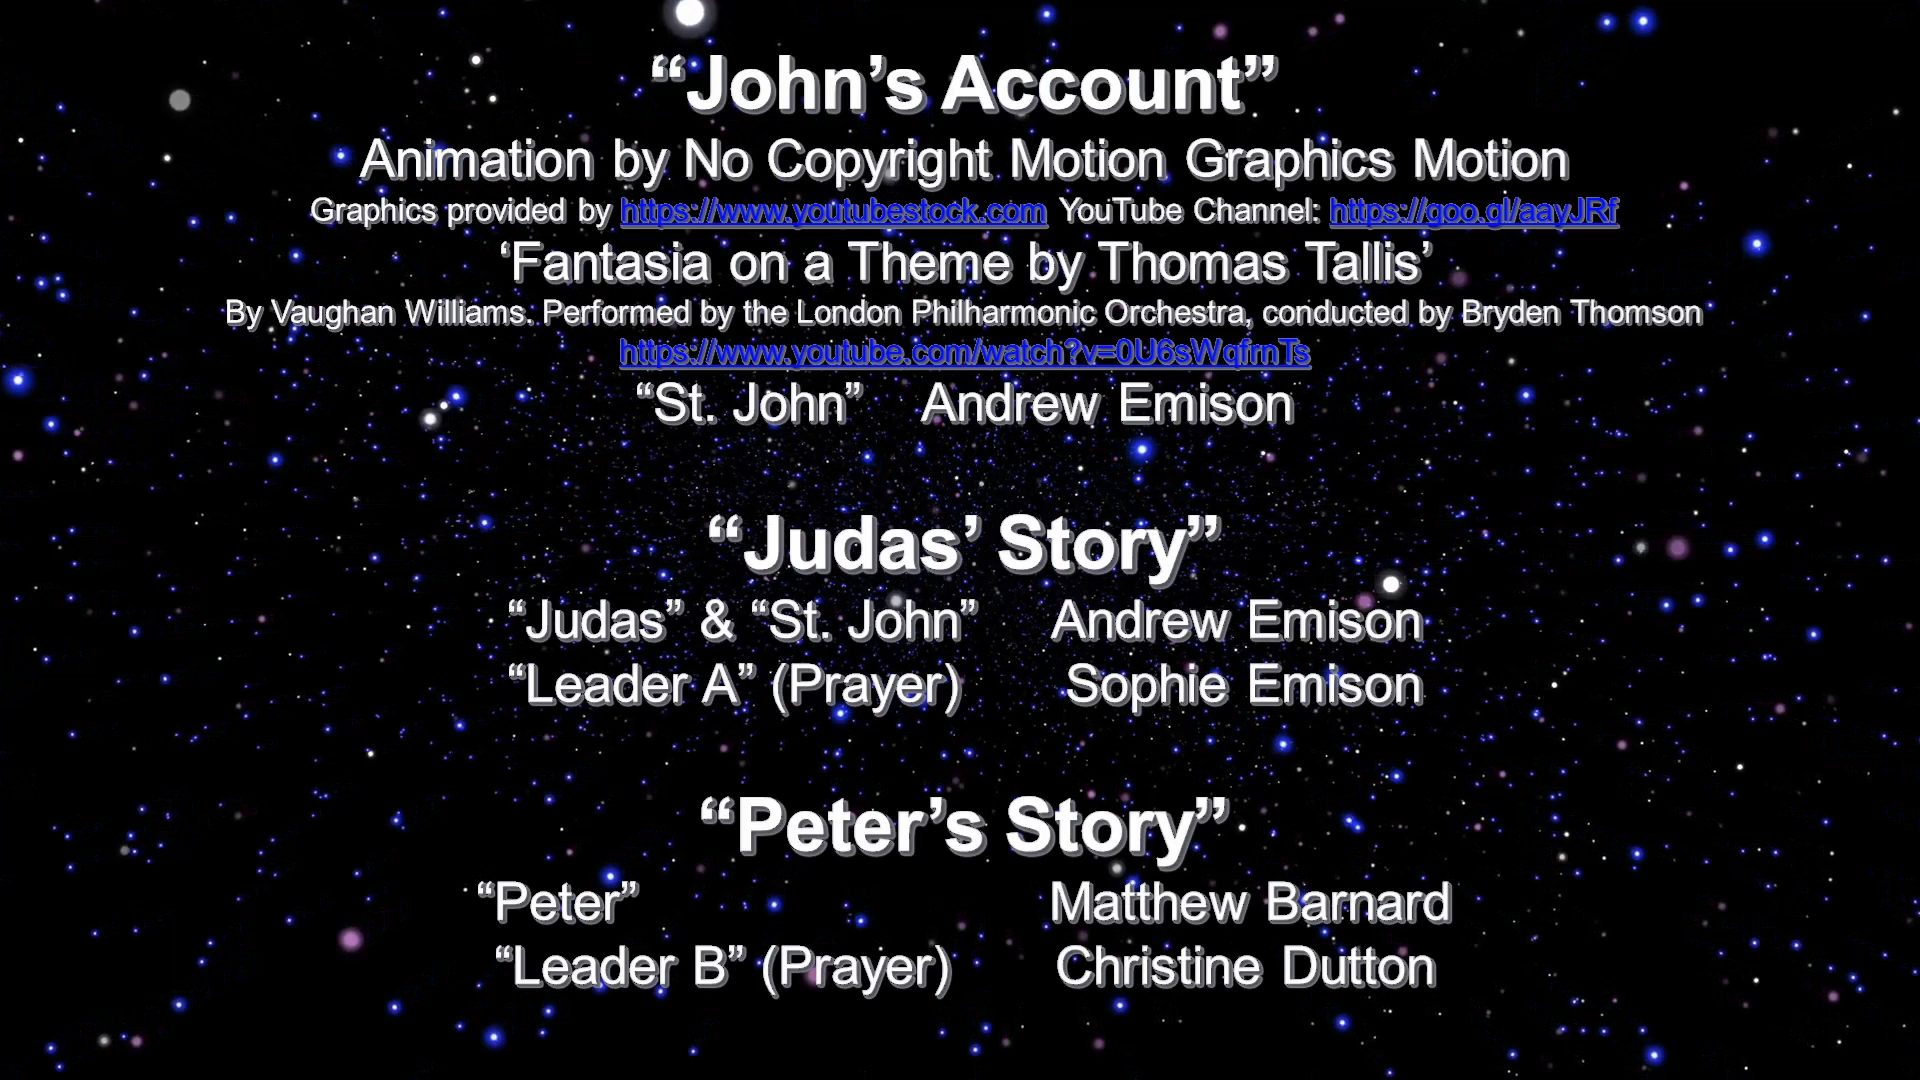 “John’s Account”
Animation by No Copyright Motion Graphics Motion
Graphics provided by https://www.youtubestock.com YouTube Channel: https://goo.gl/aayJRf
‘Fantasia on a Theme by Thomas Tallis’
By Vaughan Williams. Performed by the London Philharmonic Orchestra, conducted by Bryden Thomson
https://www.youtube.com/watch?v=0U6sWqfrnTs
“St. John” Andrew Emison
“Judas’ Story”
“Judas” & “St. John” Andrew Emison
“Leader A” (Prayer) Sophie Emison
“Peter’s Story”
“Peter” Matthew Barnard
“Leader B” (Prayer) Christine Dutton